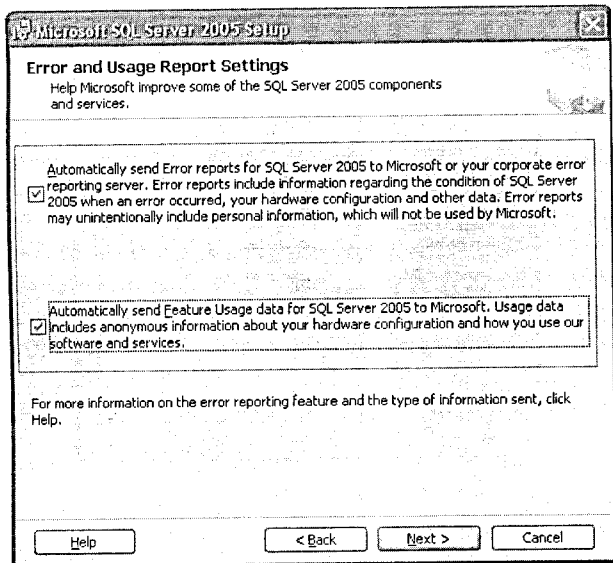 Microsoft SQL Server 2005 Setup
Error and Usage Report Settings
Help Microsoft improve some of the SQL Server 2005 components
and services.
Automatically send Error reports for SQL Server 2005 to Microsoft or your corporate error
reporting server. Error reports include information regarding the condition of SQL Server
2005 when an error occurred, your hardware configuration and other data. Error reports
may unintentionally include personal information, which will not be used by Microsoft.
Automatically send Feature Usage data for SQL Server 2005 to Microsoft. Usage data
includes anonymous information about your hardware configuration and how you use our
software and services.
For more information on the error reporting feature and the type of information sent, click
Help.
Help
< Back
Next >
Cancel